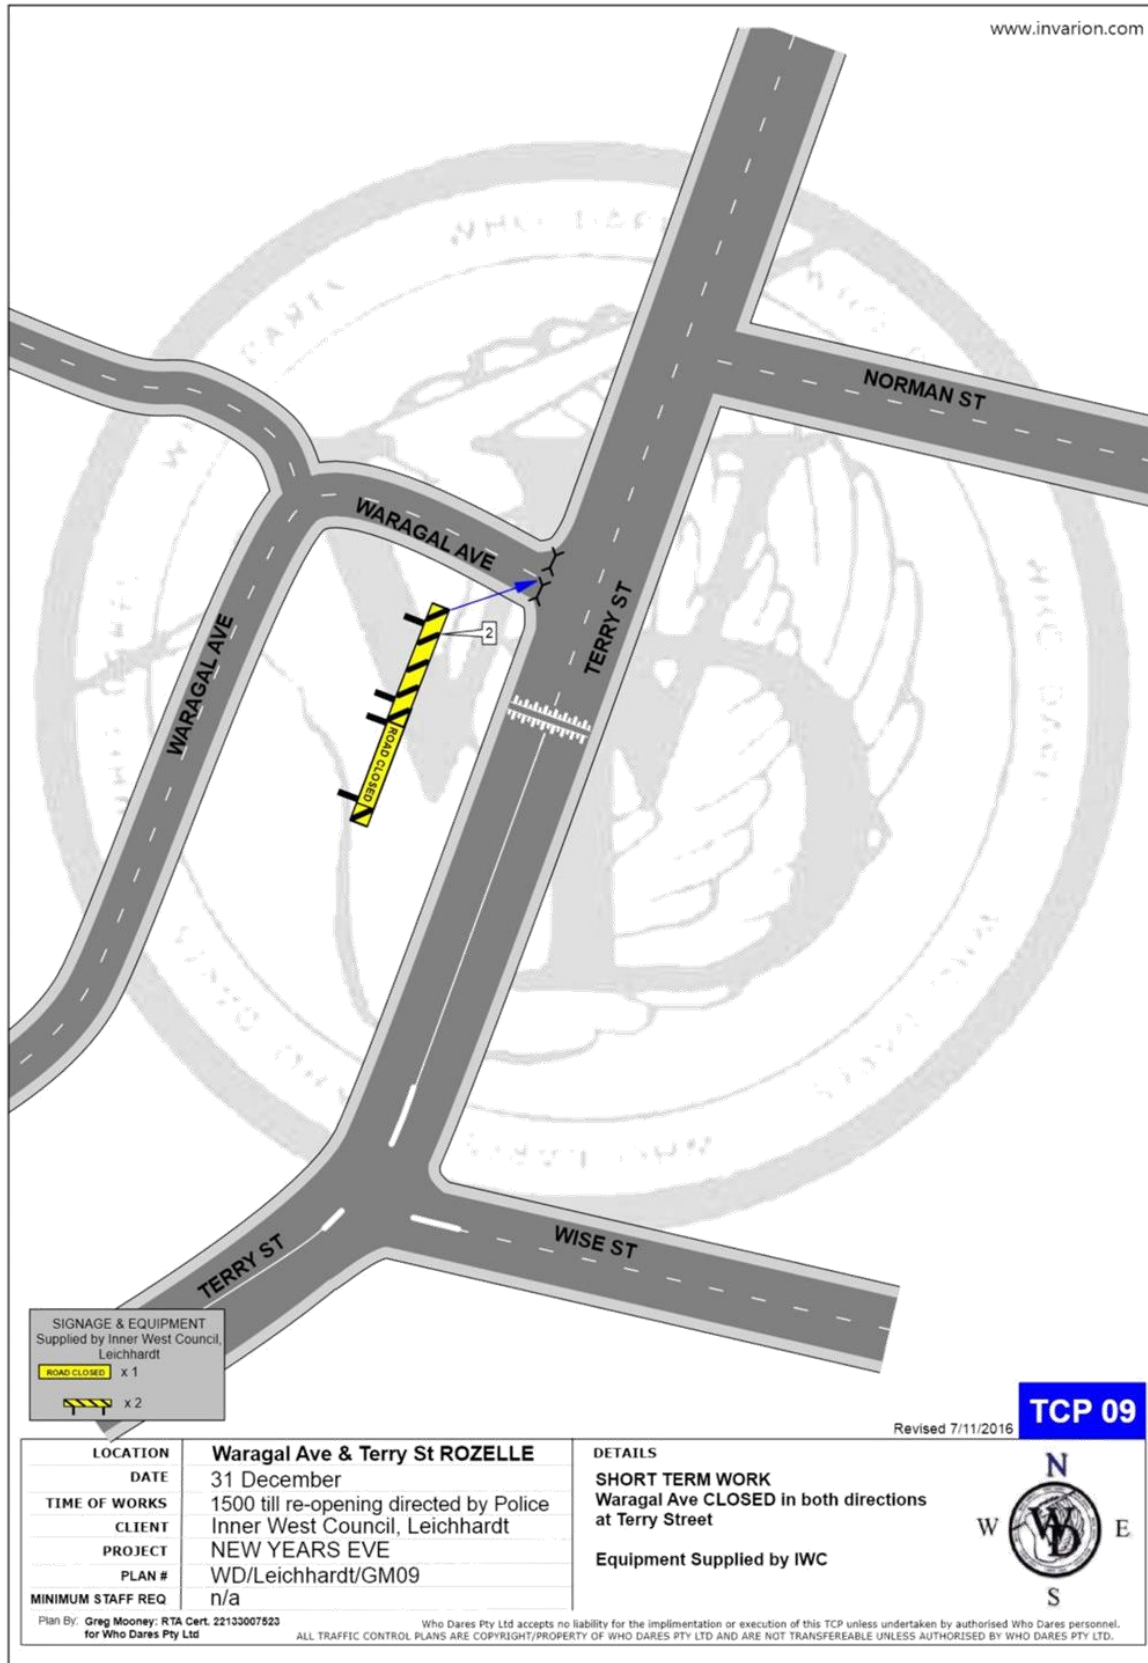 www.invarion.com
NORMAN ST
WARAGAL AVE
TERRY ST
2
WARAGAL AVE
ROAD CLOSED
WISE ST
TERRY ST
SIGNAGE & EQUIPMENT
Supplied by Inner West Council,
Leichhardt
ROAD CLOSED x 1
x 2
Revised 7/11/2016
TCP 09
LOCATION Waragal Ave & Terry St ROZELLE
DATE 31 December
TIME OF WORKS 1500 till re-opening directed by Police
CLIENT Inner West Council, Leichhardt
PROJECT NEW YEARS EVE
PLAN # WD/Leichhardt/GM09
MINIMUM STAFF REQ n/a
DETAILS
SHORT TERM WORK
Waragal Ave CLOSED in both directions
at Terry Street
Equipment Supplied by IWC
N
W
WD
E
S
Plan By: Greg Mooney: RTA Cert. 22133007523
for Who Dares Pty Ltd
Who Dares Pty Ltd accepts no liability for the implimentation or execution of this TCP unless undertaken by authorised Who Dares personnel.
ALL TRAFFIC CONTROL PLANS ARE COPYRIGHT/PROPERTY OF WHO DARES PTY LTD AND ARE NOT TRANSFEREABLE UNLESS AUTHORISED BY WHO DARES PTY LTD.